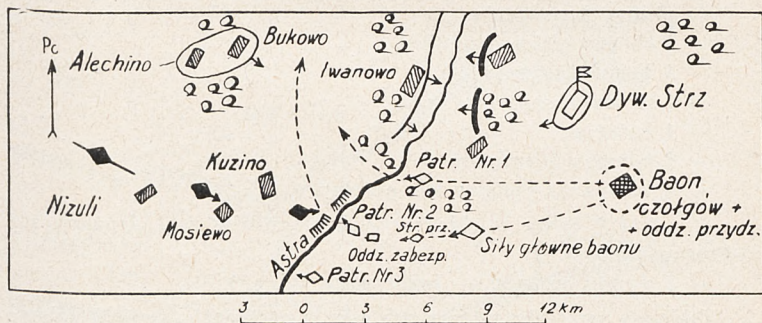 Pc
Alechino
Bukowo
Iwanowo
Dyw. Strz
Nizuli
Kuzino
Mosiewo
Astra
Patr. Nr. 1
Patr. Nr. 2
Str. prz.
Oddz. zabezp.
Patr. Nr 3
Siły główne baonu
Baon
czołgów +
+ oddz. przydz.
3 0 3 6 9 12 km